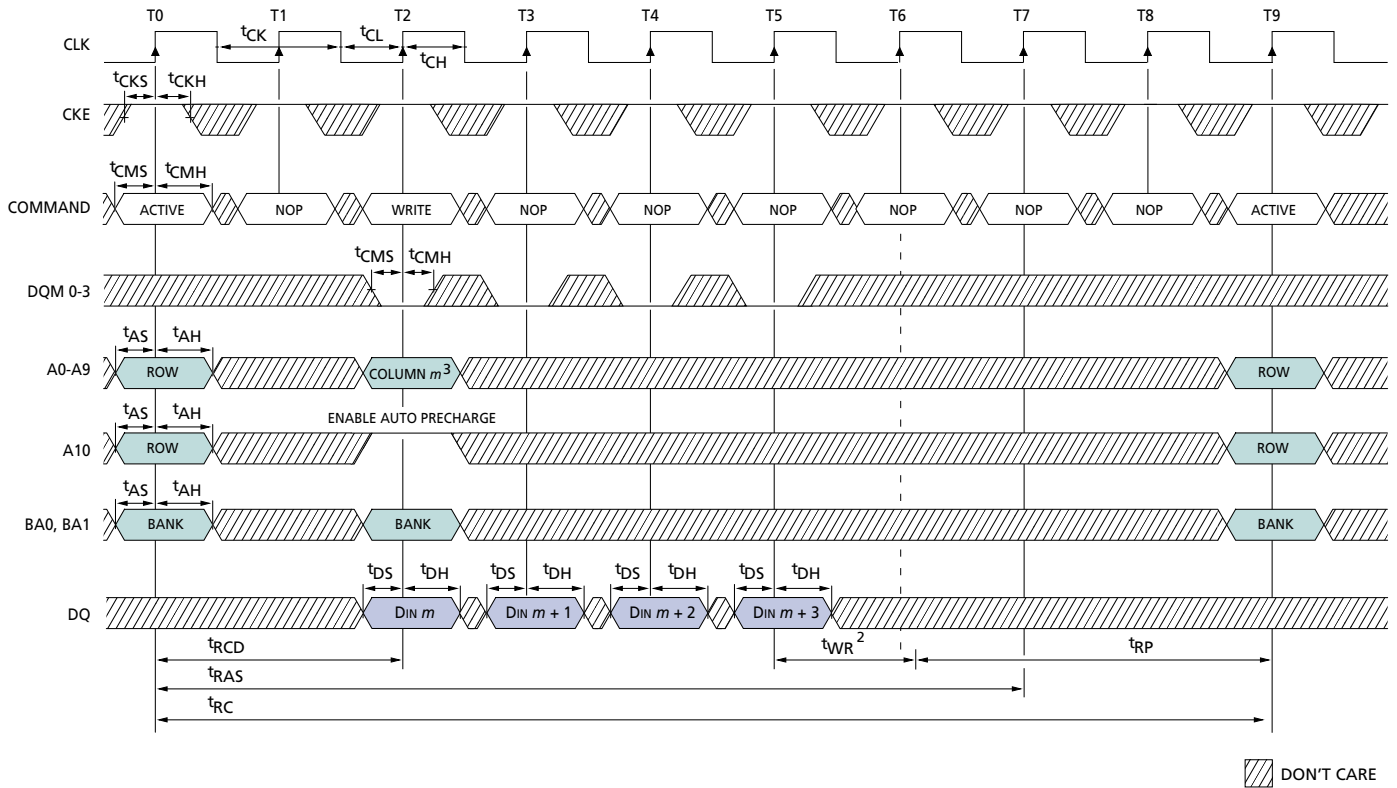 T0 T1 T2 T3 T4 T5 T6 T7 T8 T9
CLK tCK tCL tCH
tCKS tCKH
CKE
tCMS tCMH
COMMAND ACTIVE NOP WRITE NOP NOP NOP NOP NOP NOP ACTIVE
tCMS tCMH
DQM 0-3
tAS tAH
A0-A9 ROW COLUMN m3 ROW
tAS tAH ENABLE AUTO PRECHARGE
A10 ROW ROW
tAS tAH
BA0, BA1 BANK BANK BANK
tDS tDH tDS tDH tDS tDH tDS tDH
DQ DIN m DIN m + 1 DIN m + 2 DIN m + 3
tRCD tWR2 tRP
tRAS
tRC
DON'T CARE